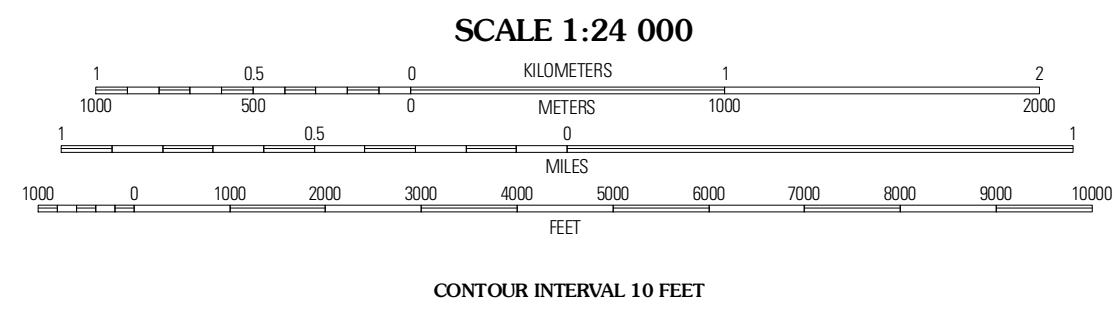 SCALE 1:24 000
1 0.5 0 KILOMETERS 1 2
1000 500 0 METERS 1000 2000
1 0.5 0 1
MILES
1000 0 1000 2000 3000 4000 5000 6000 7000 8000 9000 10000
FEET
CONTOUR INTERVAL 10 FEET